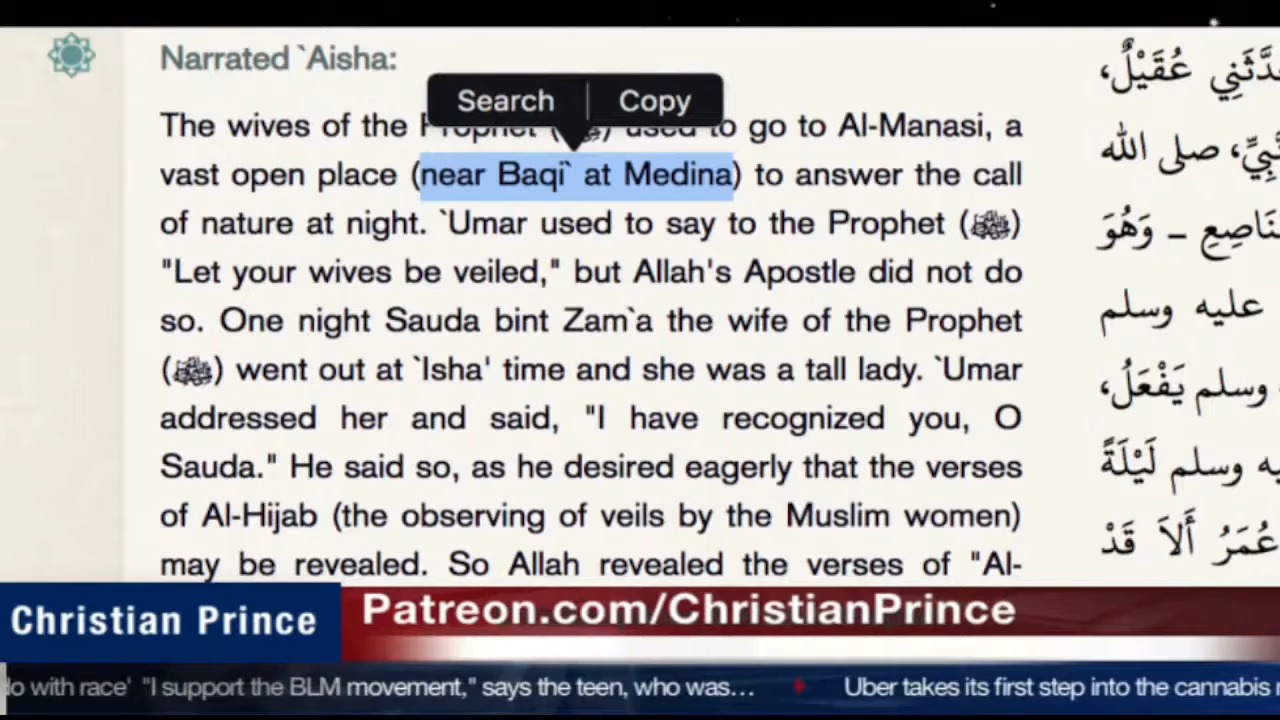 Narrated `Aisha:
Search
Copy
The wives of the Prophet (ﷺ) used to go to Al-Manasi, a
vast open place (near Baqi` at Medina) to answer the call
of nature at night. `Umar used to say to the Prophet (ﷺ)
"Let your wives be veiled," but Allah's Apostle did not do
so. One night Sauda bint Zam`a the wife of the Prophet
(ﷺ) went out at `Isha' time and she was a tall lady. `Umar
addressed her and said, "I have recognized you, O
Sauda." He said so, as he desired eagerly that the verses
of Al-Hijab (the observing of veils by the Muslim women)
may be revealed. So Allah revealed the verses of "Al-
عُقَيْلٌ،
صلى الله
ـ وَهُوَ
عليه وسلم
وسلم يَفْعَلُ،
وسلم لَيْلَةً
عُمَرُ أَلاَ قَدْ
Christian Prince
Patreon.com/ChristianPrince
do with race' "I support the BLM movement," says the teen, who was... Uber takes its first step into the cannabis